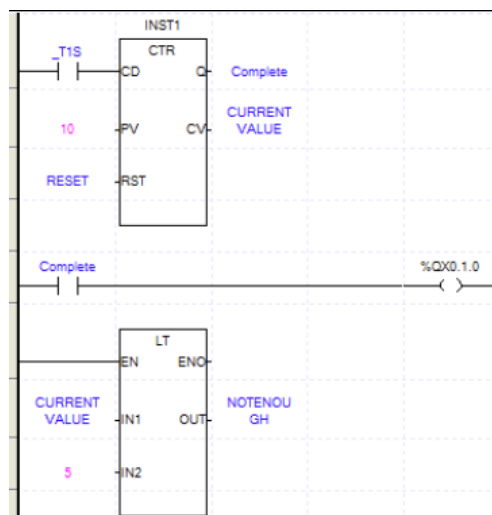 INST1
_T1S
CTR
CD
Q
Complete
10
PV
CV
CURRENT
VALUE
RESET
RST
Complete
%QX0.1.0
LT
EN
ENO
CURRENT
VALUE
IN1
OUT
NOTENOU
GH
5
IN2